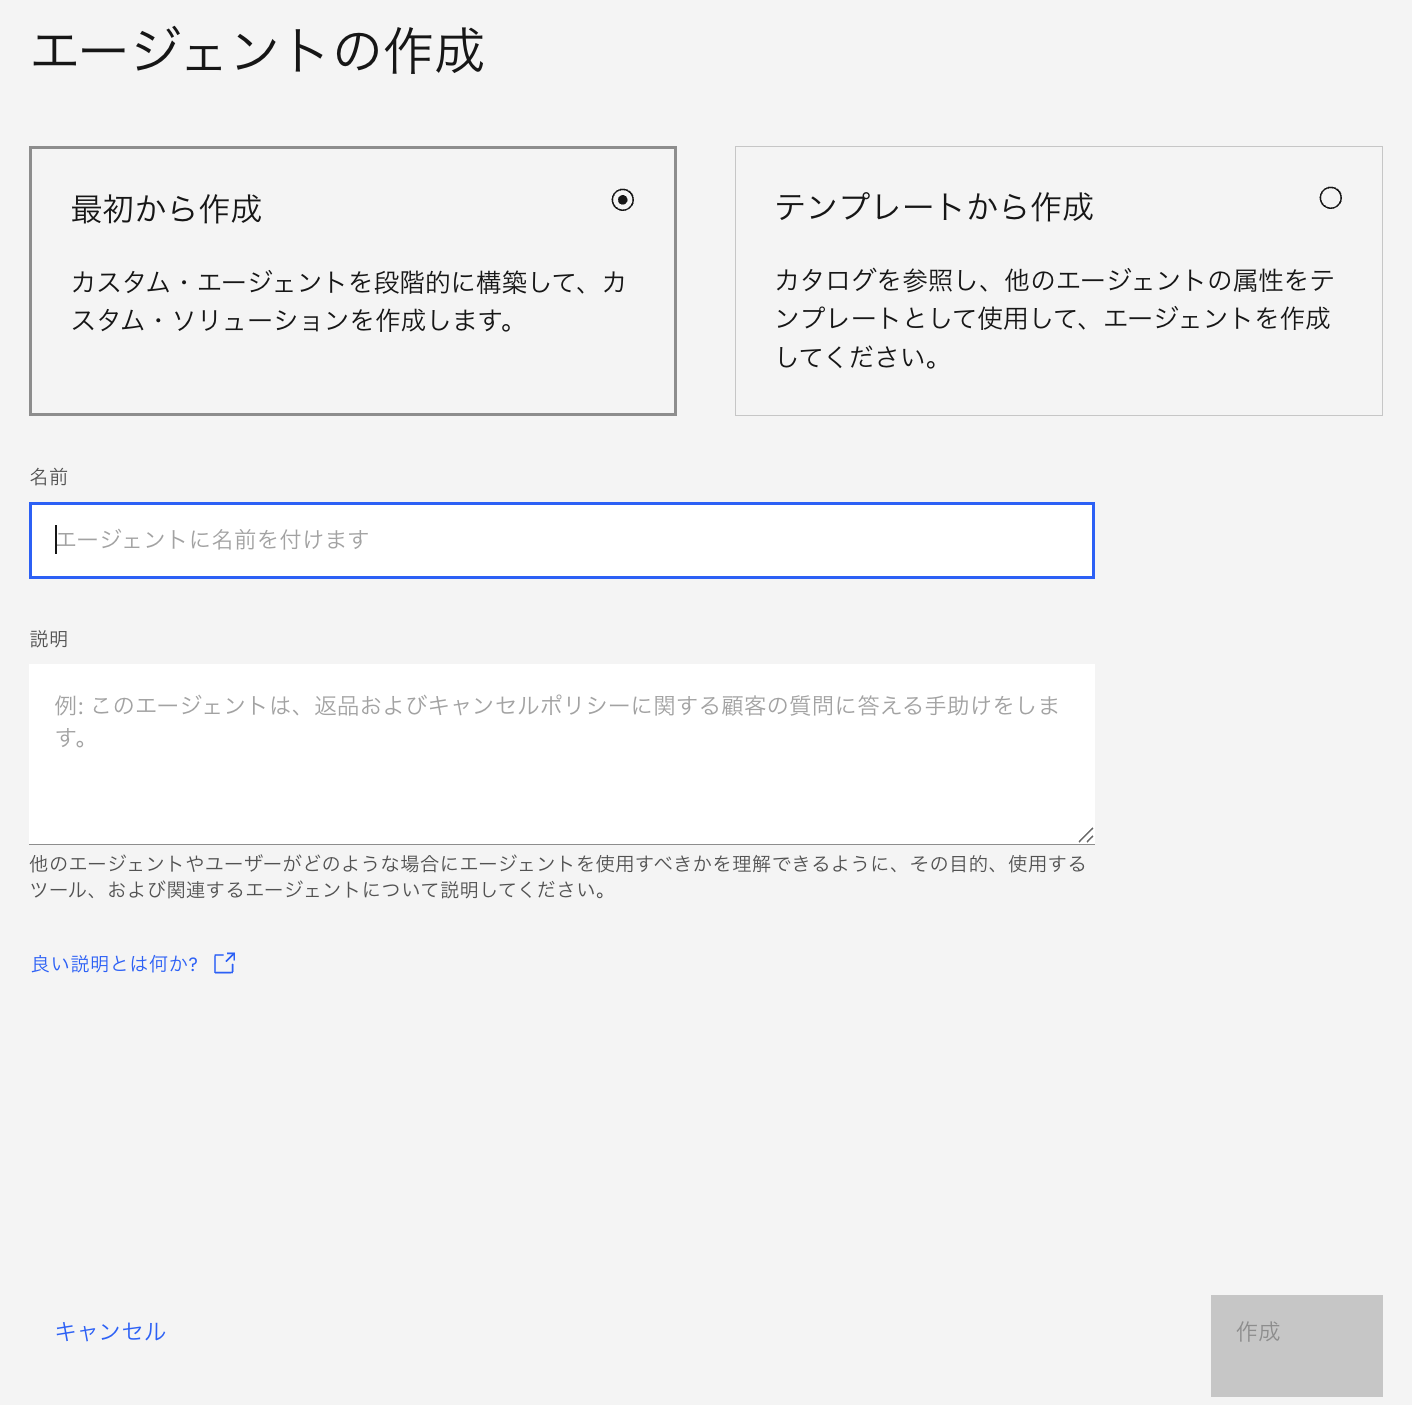 エージェントの作成
最初から作成
カスタム・エージェントを段階的に構築して、カ
スタム・ソリューションを作成します。
テンプレートから作成
カタログを参照し、他のエージェントの属性をテ
ンプレートとして使用して、エージェントを作成
してください。
名前
エージェントに名前を付けます
説明
例: このエージェントは、返品およびキャンセルポリシーに関する顧客の質問に答える手助けをしま
す。
他のエージェントやユーザーがどのような場合にエージェントを使用すべきかを理解できるように、その目的、使用する
ツール、および関連するエージェントについて説明してください。
良い説明とは何か?
キャンセル
作成